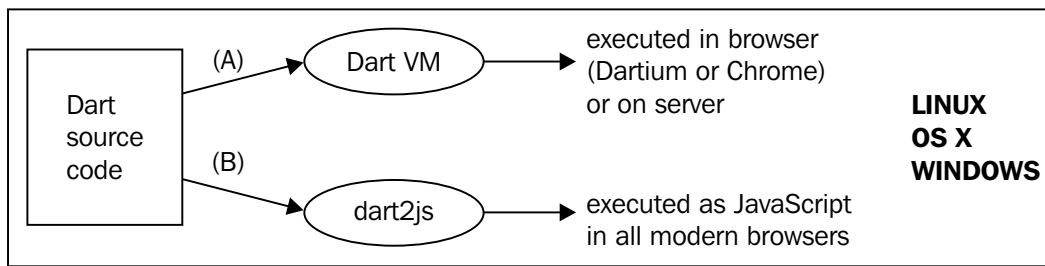 Dart
source
code
(A)
Dart VM
executed in browser
(Dartium or Chrome)
or on server
(B)
dart2js
executed as JavaScript
in all modern browsers
LINUX
OS X
WINDOWS